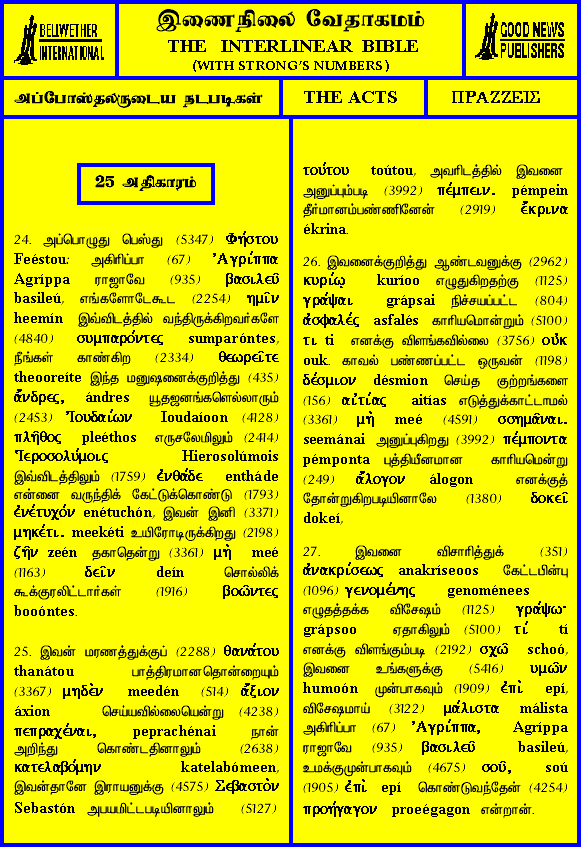 BELLWETHER
INTERNATIONAL
இணைநிலை வேதாகமம்
THE INTERLINEAR BIBLE
(WITH STRONG'S NUMBERS)
GOOD NEWS
PUBLISHERS
அப்போஸ்தலருடைய நடபடிகள்
THE ACTS
ΠΡΑΖΖΕΙΣ
25 அதிகாரம்
24. அப்பொழுது பெஸ்து (5347) Φήστου
Feéstou: அகிரிப்பா (67) Ἀγρίππα
Agríppa ராஜாவே (935) βασιλεῦ
basileú, எங்களோடேகூட (2254) ημῖν
heemín இவ்விடத்தில் வந்திருக்கிறவர்களே
(4840) συμπαρόντες sumparóntes,
நீங்கள் காண்கிற (2334) θεωρεῖτε
theooreíte இந்த மனுஷனைக்குறித்து (435)
ἄνδρες, ándres யூதஜனங்களெல்லாரும்
(2453) Ἰουδαίων Ioudaíoon (4128)
πλῆθος pleéthos எருசலேமிலும் (2414)
Ἱεροσολύμοις Hierosolúmois
இவ்விடத்திலும் (1759) ἐνθάδε entháde
என்னை வருந்திக் கேட்டுக்கொண்டு (1793)
ἐνέτυχόν enétuchón, இவன் இனி (3371)
μηκέτι. meekéti உயிரோடிருக்கிறது (2198)
ζῆν zeén தகாதென்று (3361) μὴ meé
(1163) δεῖν deín சொல்லிக்
கூக்குரலிட்டார்கள் (1916) βοῶντες
booóntes.
25. இவன் மரணத்துக்குப் (2288) θανάτου
thanátou பாத்திரமானதொன்றையும்
(3367) μηδὲν meedén (514) ἄξιον
áxion செய்யவில்லையென்று (4238)
πεπραχέναι, peprachénai நான்
அறிந்து கொண்டதினாலும் (2638)
κατελαβόμην katelabómeen,
இவன்தானே இராயனுக்கு (4575) Σεβαστὸν
Sebastón அபயமிட்டபடியினாலும் (5127)
τούτου toútou, அவரிடத்தில் இவனை
அனுப்பும்படி (3992) πέμπειν. pémpein
தீர்மானம்பண்ணினேன் (2919) ἔκρινα
ékrina.
26. இவனைக்குறித்து ஆண்டவனுக்கு (2962)
κυρίῳ kuríoo எழுதுகிறதற்கு (1125)
γράψαι grápsai நிச்சயப்பட்ட (804)
ἀσφαλές asfalés காரியமொன்றும் (5100)
τι ti எனக்கு விளங்கவில்லை (3756) οὐκ
ouk. காவல் பண்ணப்பட்ட ஒருவன் (1198)
δέσμιον désmion செய்த குற்றங்களை
(156) αἰτίας aitías எடுத்துக்காட்டாமல்
(3361) μὴ meé (4591) σσημᾶναι.
seemánai அனுப்புகிறது (3992) πέμποντα
pémponta புத்தியீனமான காரியமென்று
(249) ἄλογον álogon எனக்குத்
தோன்றுகிறபடியினாலே (1380) δοκεῖ
dokeí,
27. இவனை விசாரித்துக் (351)
ἀνακρίσεως anakríseoos கேட்டபின்பு
(1096) γενομένης genoménees
எழுதத்தக்க விசேஷம் (1125) γράψω·
grápsoo ஏதாகிலும் (5100) τί tí
எனக்கு விளங்கும்படி (2192) σχῶ schoó,
இவனை உங்களுக்கு (5416) υμῶν
humoón முன்பாகவும் (1909) ἐπὶ epí,
விசேஷமாய் (3122) μάλιστα málista
அகிரிப்பா (67) Ἀγρίππα, Agríppa
ராஜாவே (935) βασιλεῦ basileú,
உமக்குமுன்பாகவும் (4675) σοῦ, soú
(1905) ἐπὶ epí கொண்டுவந்தேன் (4254)
προήγαγον proeégagon என்றான்.